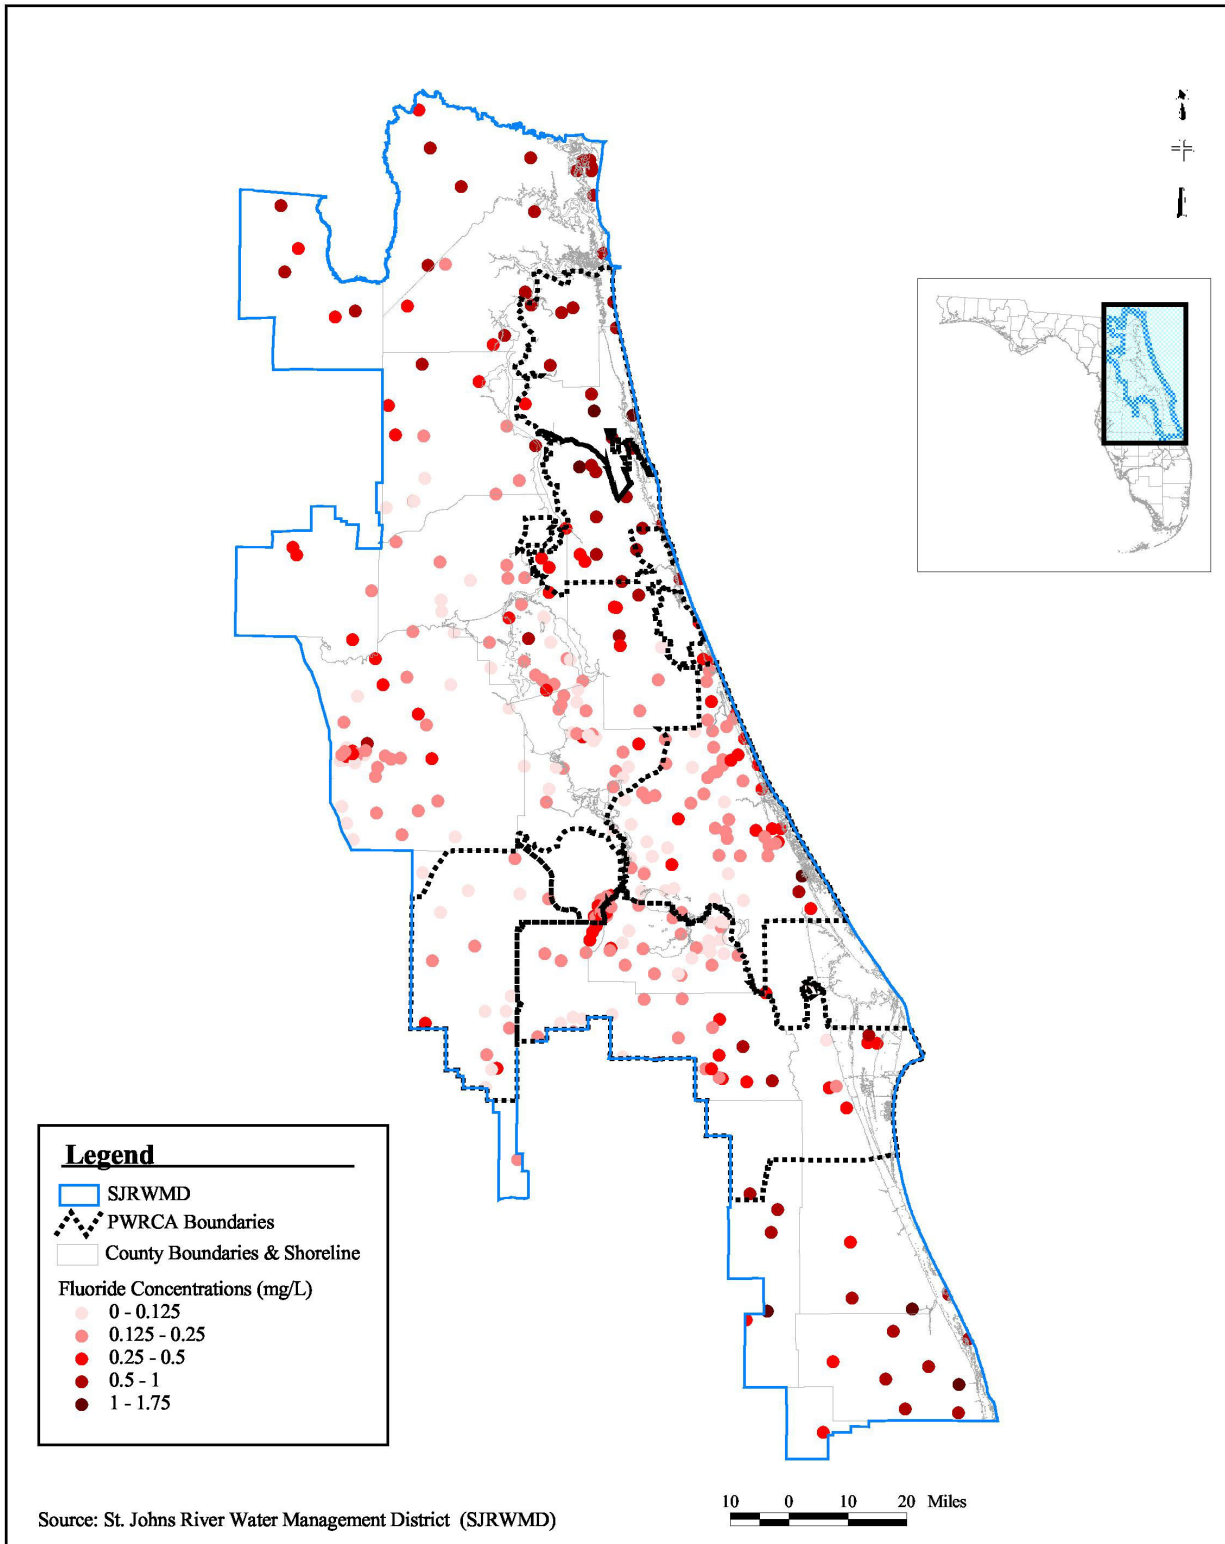 Legend
SJRWMD
PWRCA Boundaries
County Boundaries & Shoreline
Fluoride Concentrations (mg/L)
0 - 0.125
0.125 - 0.25
0.25 - 0.5
0.5 - 1
1 - 1.75
10 0 10 20 Miles
Source: St. Johns River Water Management District (SJRWMD)